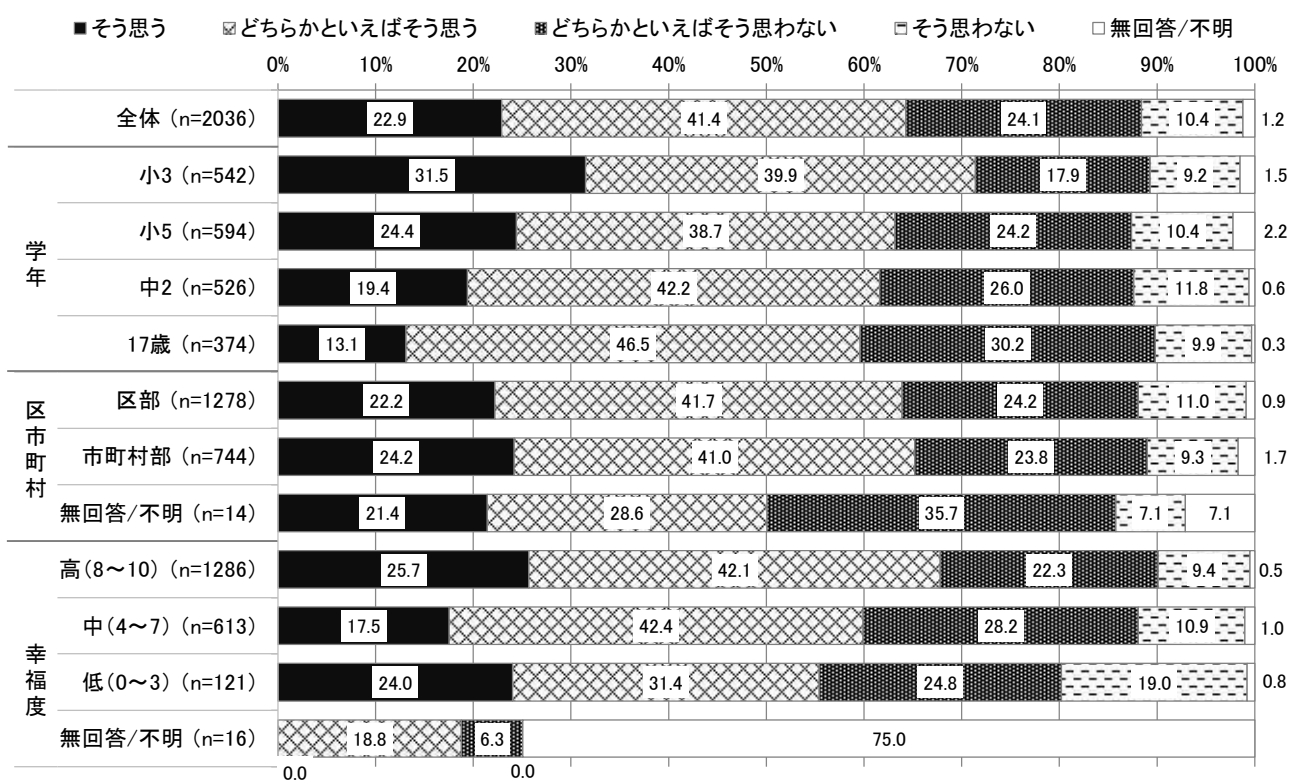 ■そう思う ▨どちらかといえばそう思う ▩どちらかといえばそう思わない ▤そう思わない □無回答/不明
0% 10% 20% 30% 40% 50% 60% 70% 80% 90% 100%
全体 (n=2036) 22.9 41.4 24.1 10.4 1.2
学年
小3 (n=542) 31.5 39.9 17.9 9.2 1.5
小5 (n=594) 24.4 38.7 24.2 10.4 2.2
中2 (n=526) 19.4 42.2 26.0 11.8 0.6
17歳 (n=374) 13.1 46.5 30.2 9.9 0.3
区市町村
区部 (n=1278) 22.2 41.7 24.2 11.0 0.9
市町村部 (n=744) 24.2 41.0 23.8 9.3 1.7
無回答/不明 (n=14) 21.4 28.6 35.7 7.1 7.1
幸福度
高(8～10) (n=1286) 25.7 42.1 22.3 9.4 0.5
中(4～7) (n=613) 17.5 42.4 28.2 10.9 1.0
低(0～3) (n=121) 24.0 31.4 24.8 19.0 0.8
無回答/不明 (n=16) 18.8 6.3 75.0
0.0 0.0